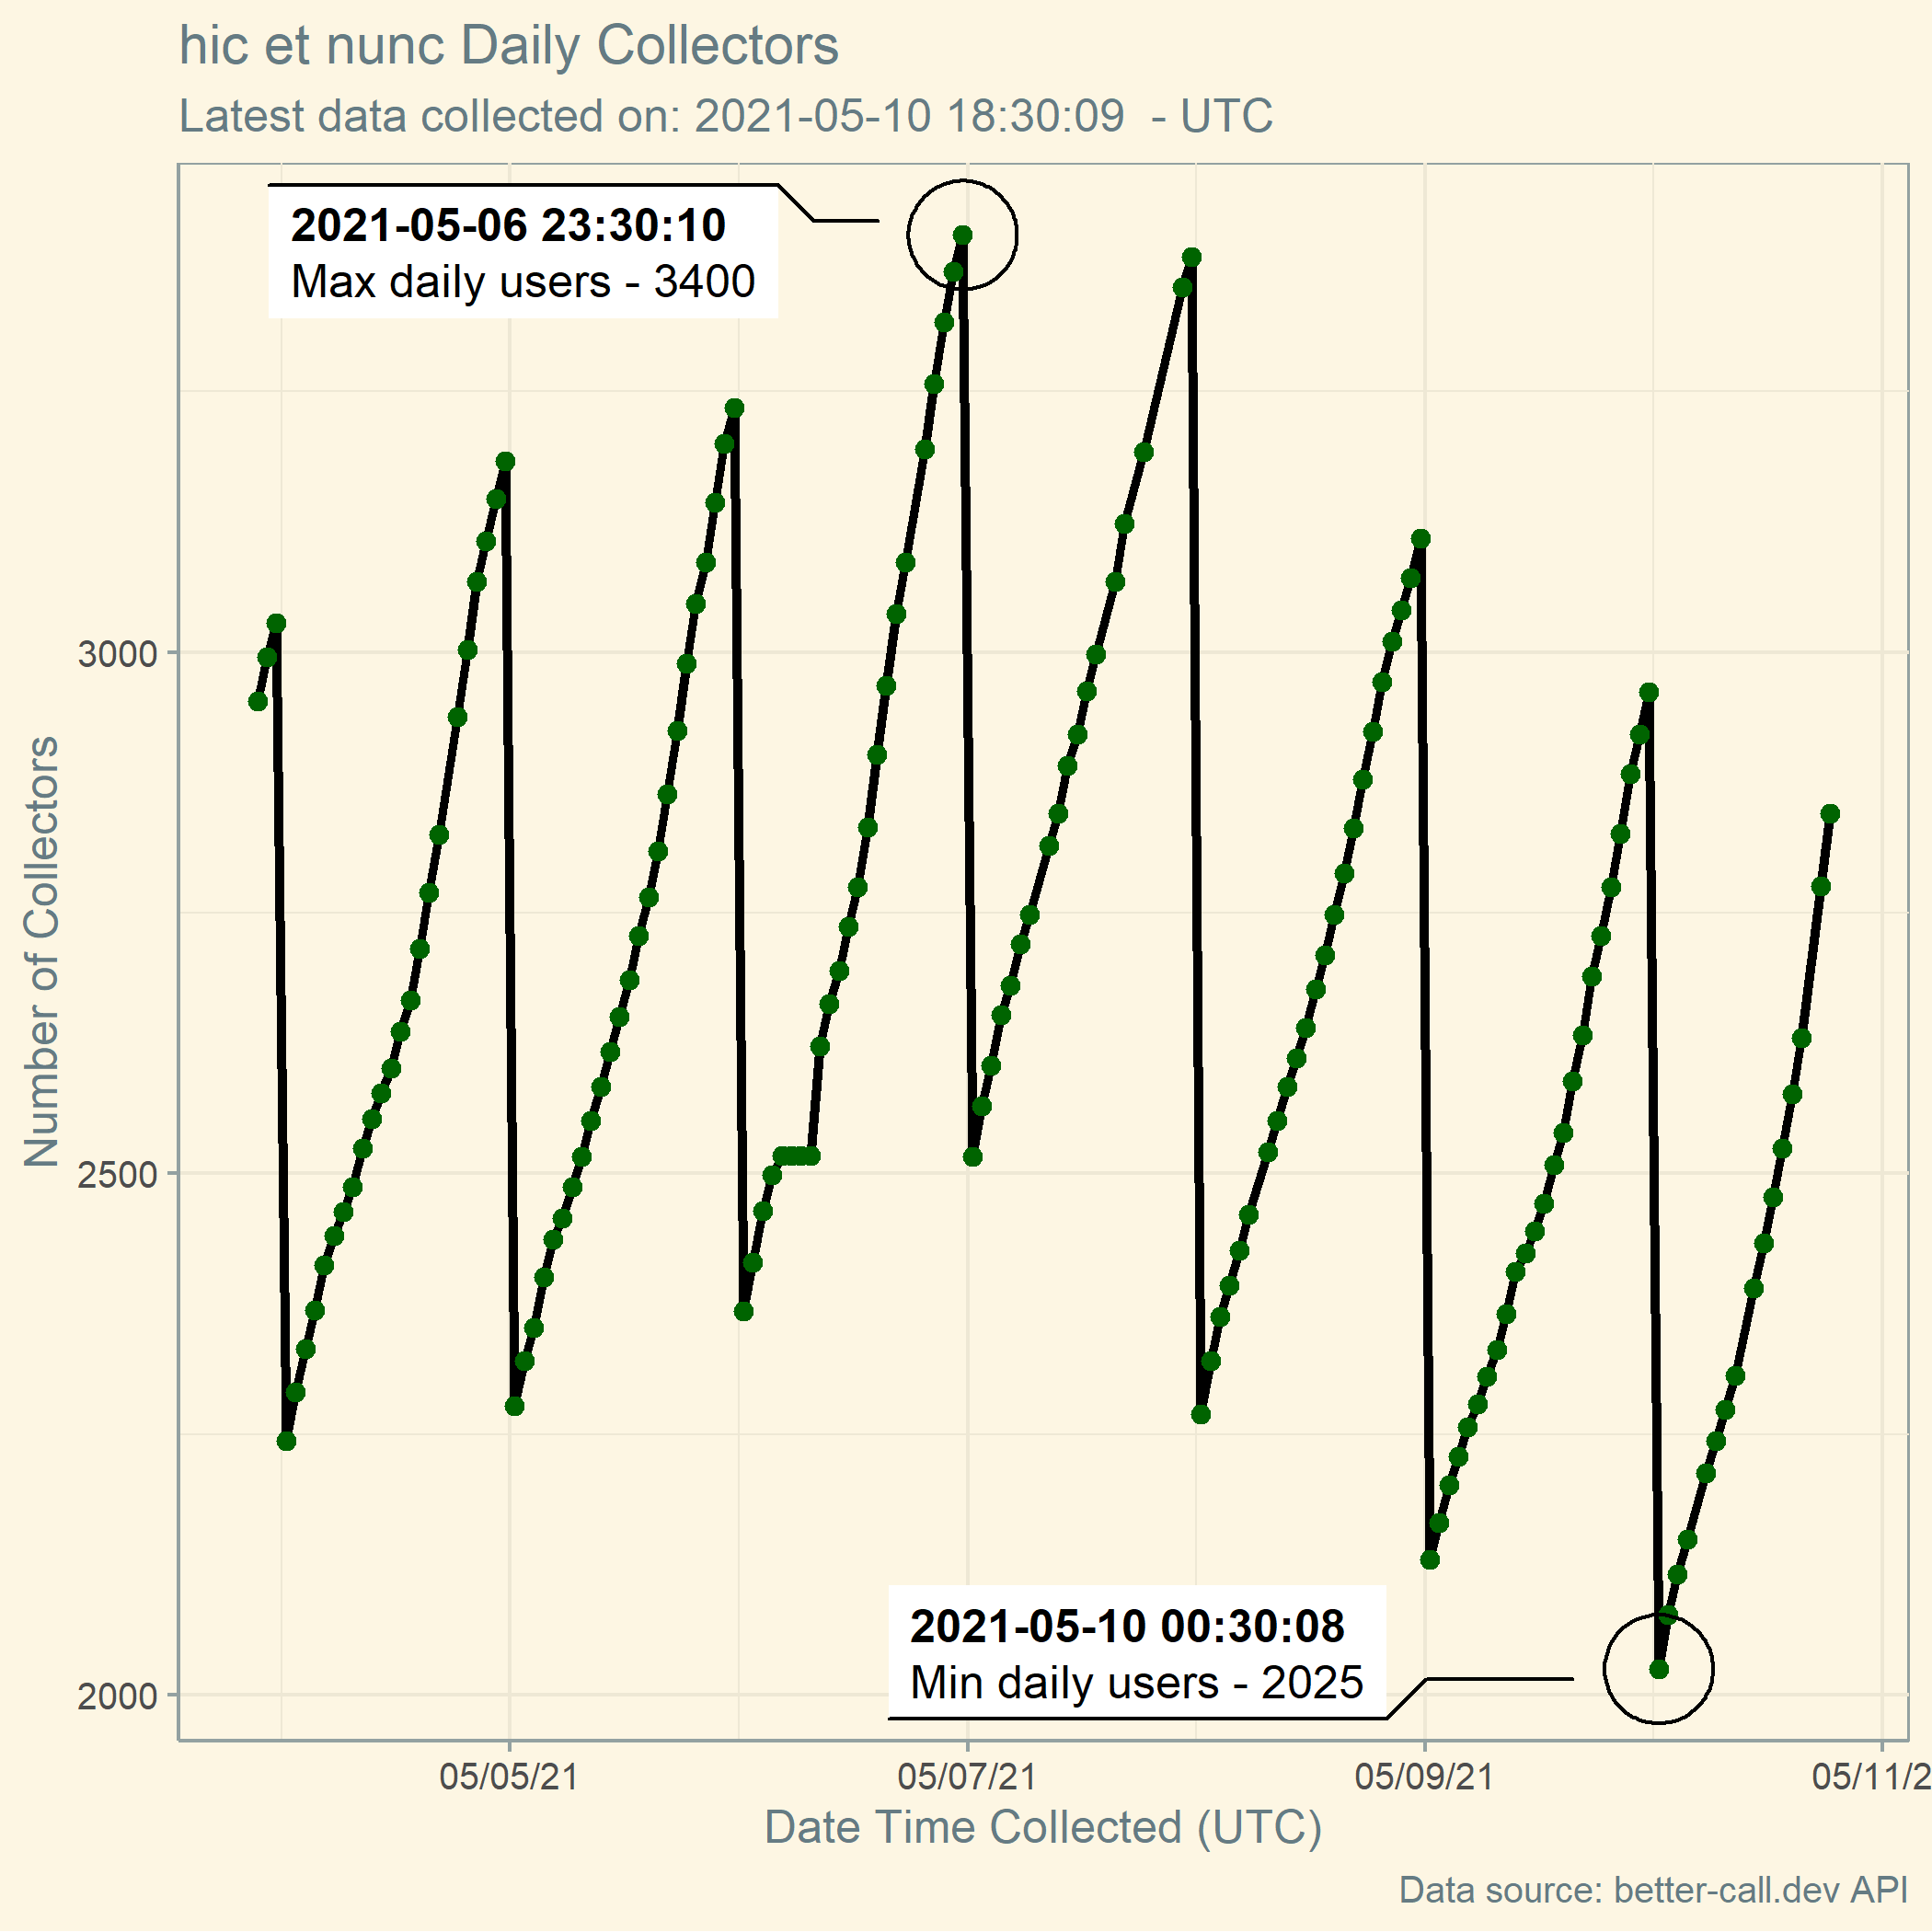 hic et nunc Daily Collectors
Latest data collected on: 2021-05-10 18:30:09  - UTC
2021-05-06 23:30:10
Max daily users - 3400
3000
2500
2000
Number of Collectors
2021-05-10 00:30:08
Min daily users - 2025
05/05/21
05/07/21
05/09/21
05/11/2
Date Time Collected (UTC)
Data source: better-call.dev API